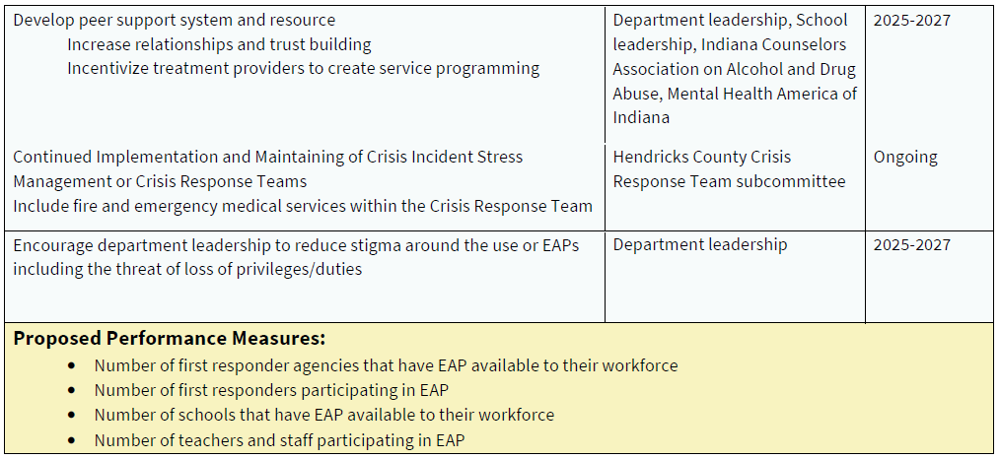 Develop peer support system and resource
Increase relationships and trust building
Incentivize treatment providers to create service programming
Department leadership, School
leadership, Indiana Counselors
Association on Alcohol and Drug
Abuse, Mental Health America of
Indiana
2025-2027
Continued Implementation and Maintaining of Crisis Incident Stress
Management or Crisis Response Teams
Include fire and emergency medical services within the Crisis Response Team
Hendricks County Crisis
Response Team subcommittee
Ongoing
Encourage department leadership to reduce stigma around the use or EAPs
including the threat of loss of privileges/duties
Department leadership
2025-2027
Proposed Performance Measures:
• Number of first responder agencies that have EAP available to their workforce
• Number of first responders participating in EAP
• Number of schools that have EAP available to their workforce
• Number of teachers and staff participating in EAP